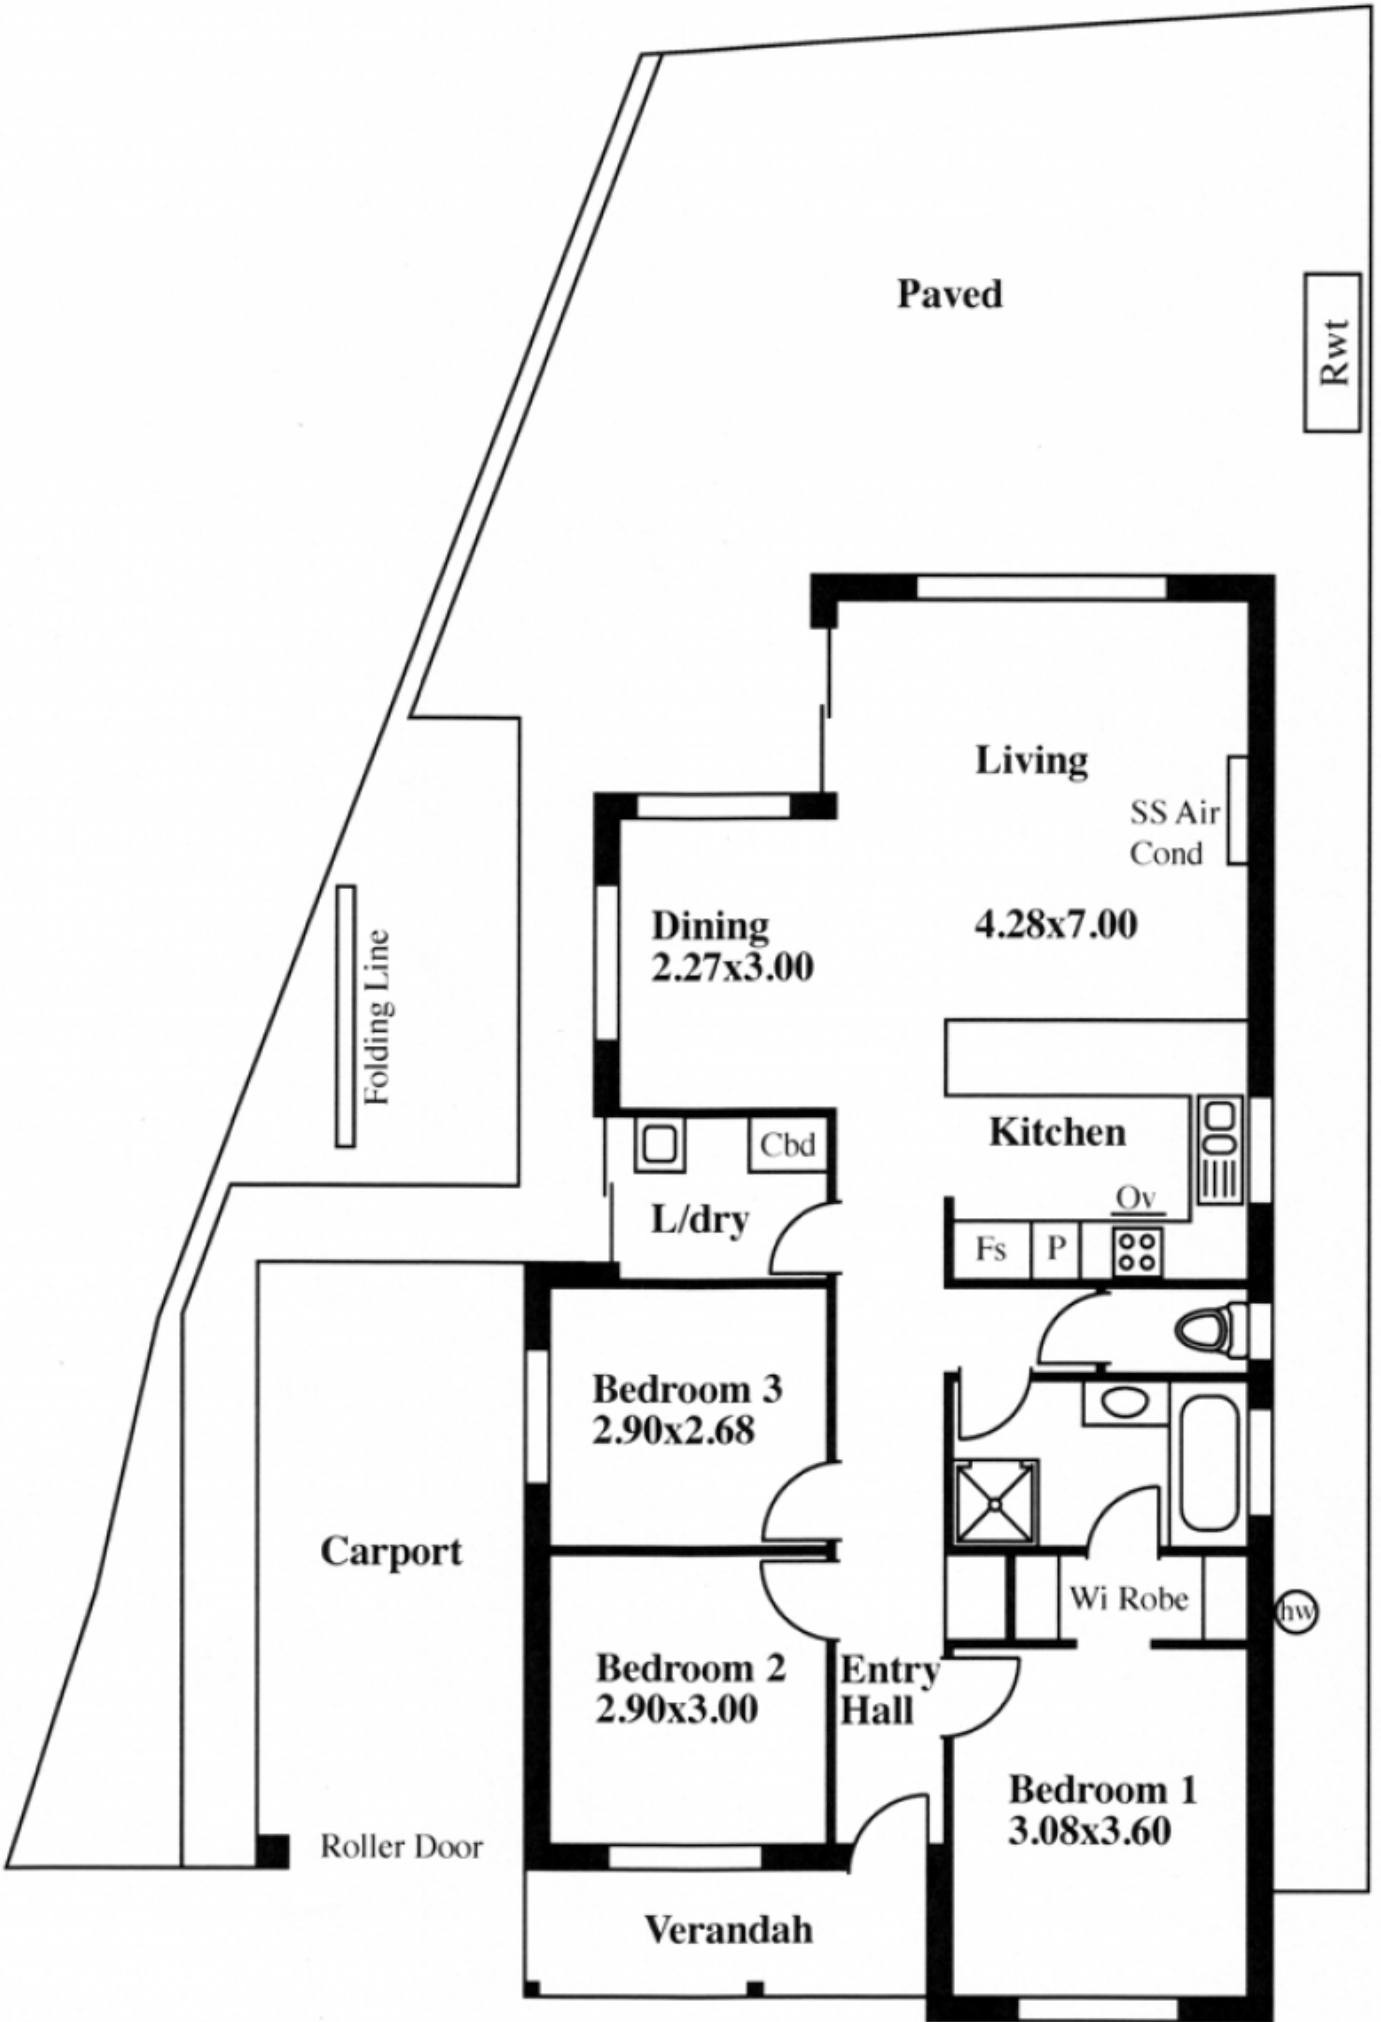 Paved
Rwt
Living
SS Air
Cond
4.28x7.00
Dining
2.27x3.00
Folding Line
Kitchen
Cbd
L/dry
Ov
Fs
P
Bedroom 3
2.90x2.68
Carport
Wi Robe
hw
Bedroom 2
2.90x3.00
Entry
Hall
Bedroom 1
3.08x3.60
Roller Door
Verandah